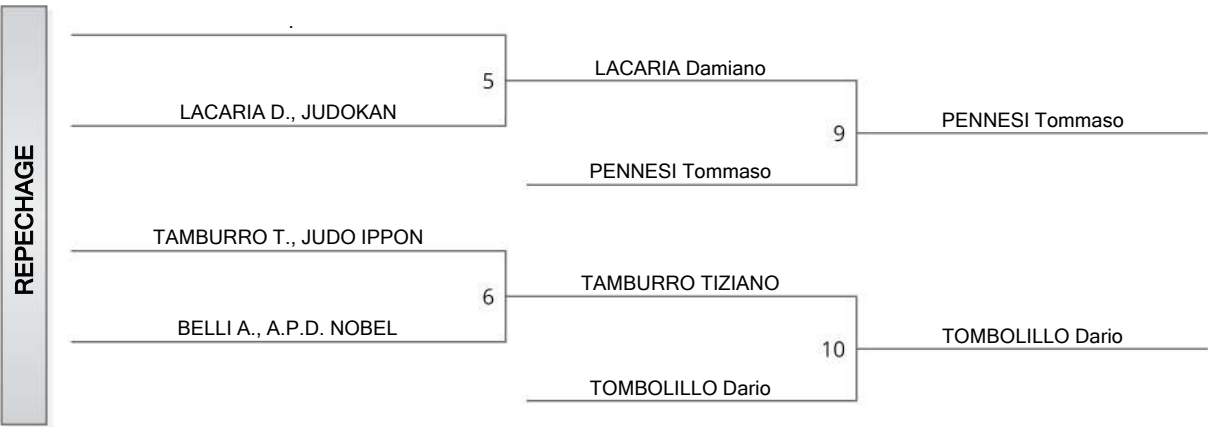 REPECHAGE
.
5
LACARIA Damiano
LACARIA D., JUDOKAN
9
PENNESI Tommaso
PENNESI Tommaso
TAMBURRO T., JUDO IPPON
6
TAMBURRO TIZIANO
BELLI A., A.P.D. NOBEL
10
TOMBOLILLO Dario
TOMBOLILLO Dario